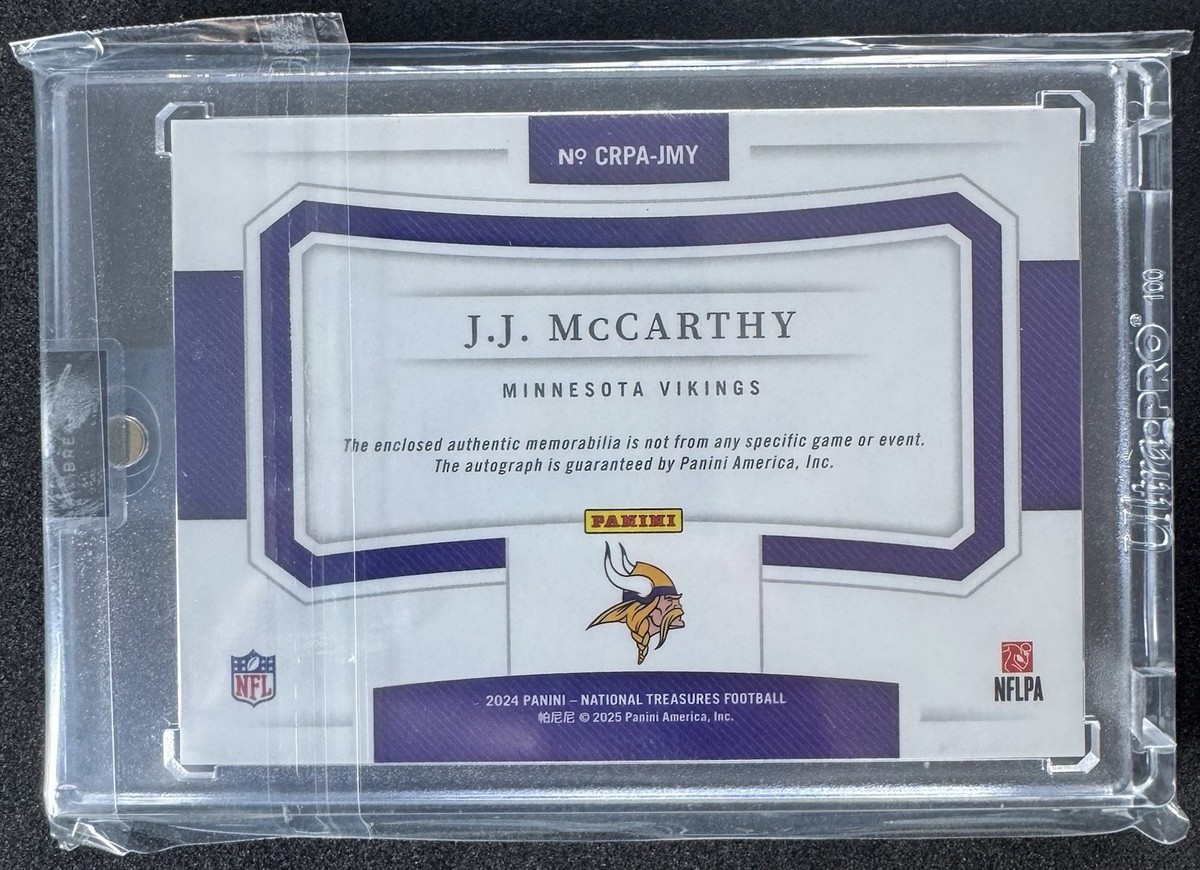 Nº CRPA-JMY
J.J. McCARTHY
MINNESOTA VIKINGS
The enclosed authentic memorabilia is not from any specific game or event.
The autograph is guaranteed by Panini America, Inc.
PANINI
NFL
NFLPA
2024 PANINI – NATIONAL TREASURES FOOTBALL
帕尼尼 © 2025 Panini America, Inc.
UltraPRO® 100